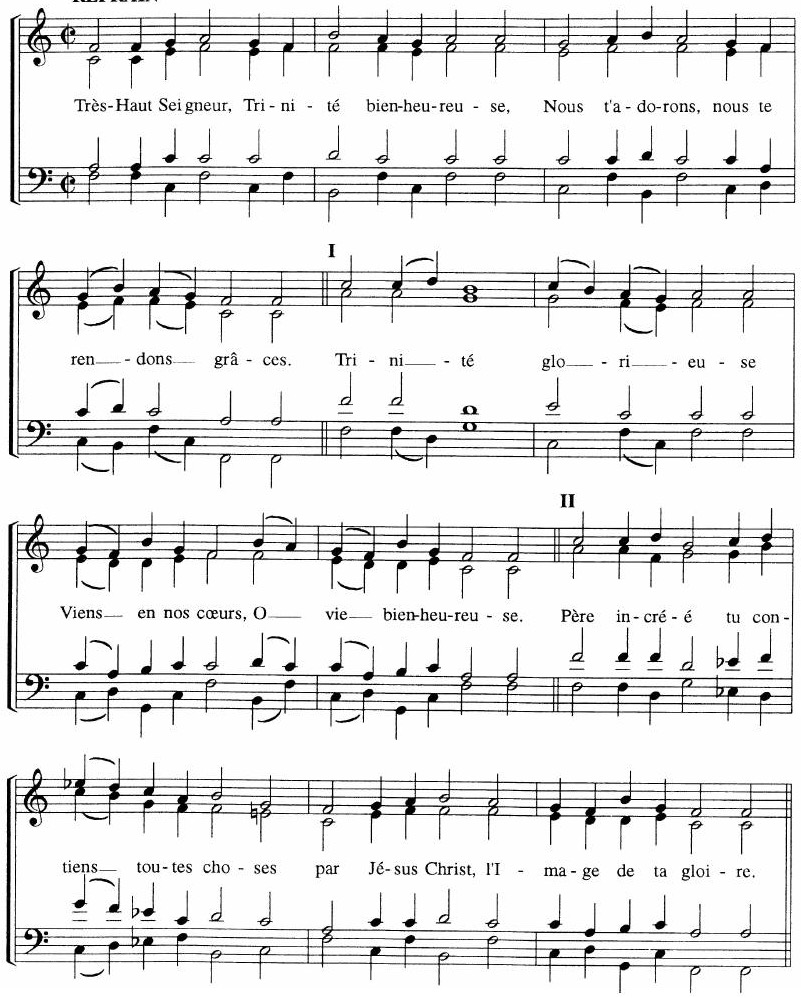 REFRAIN
Très-Haut Seigneur, Tri - ni - té bien-heu-reu - se, Nous t'a - do-rons, nous te
I
ren - dons grâ - ces. Tri - ni - té glo - ri - eu - se
II
Viens en nos cœurs, O vie bien-heu-reu - se. Père in - cré - é tu con -
tiens tou - tes cho - ses par Jé - sus Christ, l'I - ma - ge de ta gloi - re.